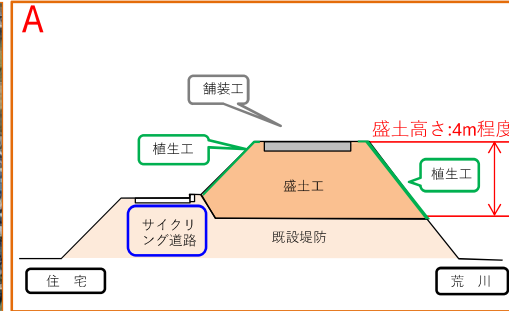 A
舗装工
盛土高さ:4m程度
植生工
植生工
盛土工
サイクリ
ング道路
既設堤防
住 宅
荒 川